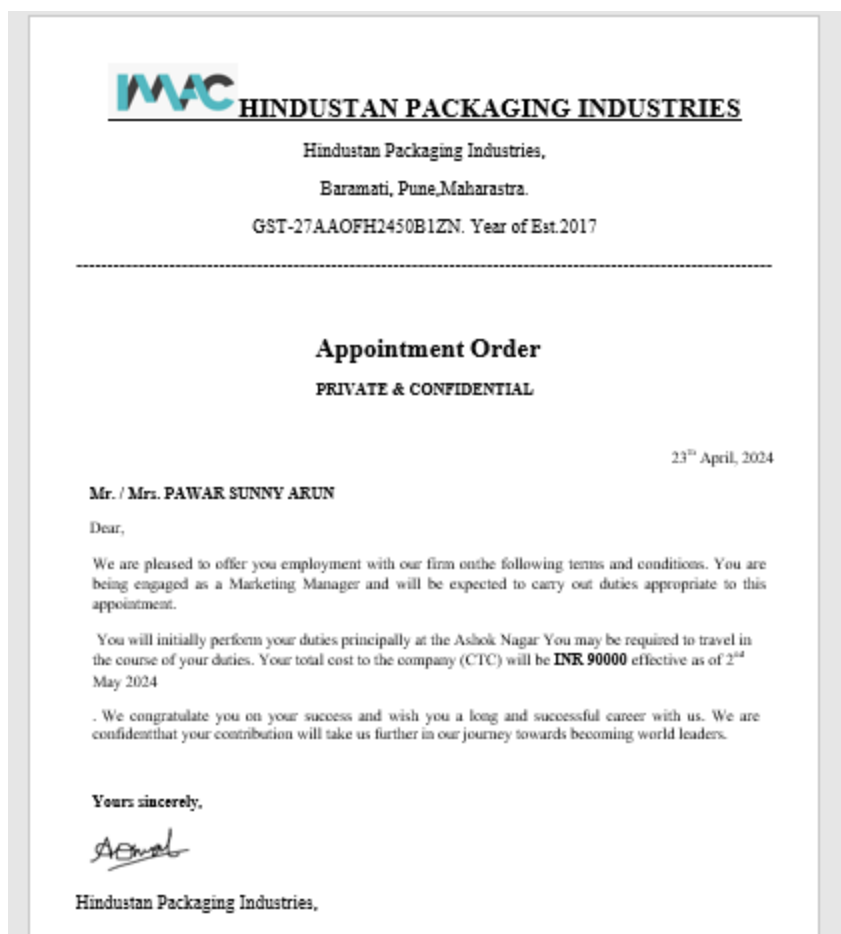 IMAC HINDUSTAN PACKAGING INDUSTRIES
Hindustan Packaging Industries,
Baramati, Pune,Maharastra.
GST-27AAOFH2450B1ZN. Year of Est.2017
Appointment Order
PRIVATE & CONFIDENTIAL
23th April, 2024
Mr. / Mrs. PAWAR SUNNY ARUN
Dear,
We are pleased to offer you employment with our firm onthe following terms and conditions. You are
being engaged as a Marketing Manager and will be expected to carry out duties appropriate to this
appointment.
You will initially perform your duties principally at the Ashok Nagar You may be required to travel in
the course of your duties. Your total cost to the company (CTC) will be INR 90000 effective as of 2nd
May 2024
. We congratulate you on your success and wish you a long and successful career with us. We are
confidentthat your contribution will take us further in our journey towards becoming world leaders.
Yours sincerely,
Hindustan Packaging Industries,